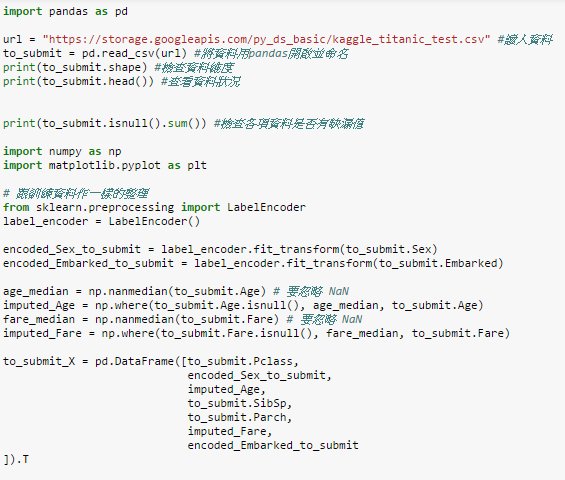 import pandas as pd
url = "https://storage.googleapis.com/py_ds_basic/kaggle_titanic_test.csv" #讀入資料
to_submit = pd.read_csv(url) #將資料用pandas開啟並命名
print(to_submit.shape) #檢查資料維度
print(to_submit.head()) #查看資料狀況
print(to_submit.isnull().sum()) #檢查各項資料是否有缺漏值
import numpy as np
import matplotlib.pyplot as plt
# 跟訓練資料作一樣的整理
from sklearn.preprocessing import LabelEncoder
label_encoder = LabelEncoder()
encoded_Sex_to_submit = label_encoder.fit_transform(to_submit.Sex)
encoded_Embarked_to_submit = label_encoder.fit_transform(to_submit.Embarked)
age_median = np.nanmedian(to_submit.Age) # 要忽略 NaN
imputed_Age = np.where(to_submit.Age.isnull(), age_median, to_submit.Age)
fare_median = np.nanmedian(to_submit.Fare) # 要忽略 NaN
imputed_Fare = np.where(to_submit.Fare.isnull(), fare_median, to_submit.Fare)
to_submit_X = pd.DataFrame([to_submit.Pclass,
encoded_Sex_to_submit,
imputed_Age,
to_submit.SibSp,
to_submit.Parch,
imputed_Fare,
encoded_Embarked_to_submit
]).T